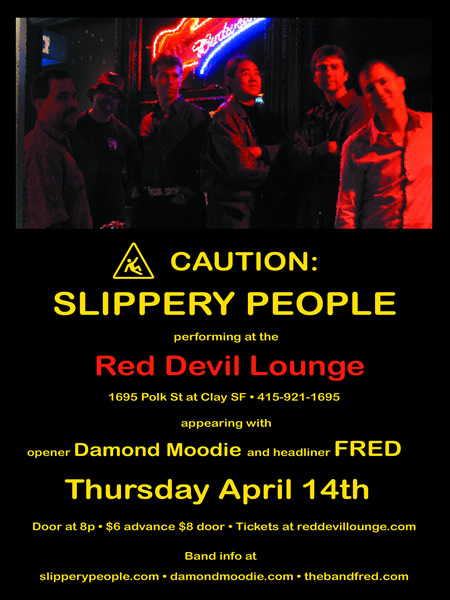 CAUTION:
SLIPPERY PEOPLE
performing at the
Red Devil Lounge
1695 Polk St at Clay SF • 415-921-1695
appearing with
opener Damond Moodie and headliner FRED
Thursday April 14th
Door at 8p • $6 advance $8 door • Tickets at reddevillounge.com
Band info at
slipperypeople.com • damondmoodie.com • thebandfred.com